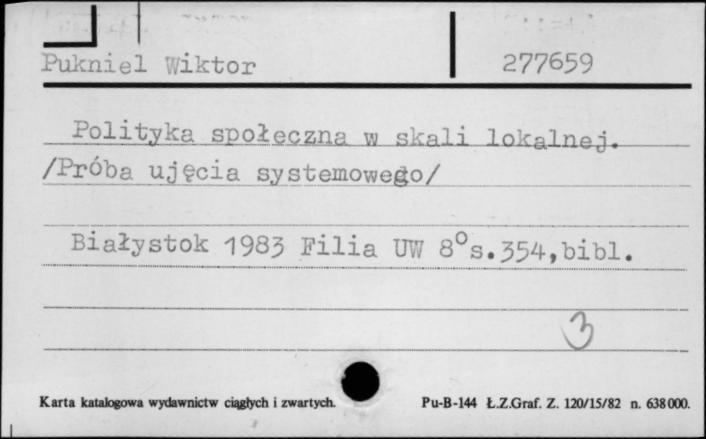 Pukniel Wiktor 277659
Polityka społeczna w skali lokalnej.
/Próba ujęcia systemowego/
Białystok 1983 Filia UW 8°s.354,bibl.
3
Karta katalogowa wydawnictw ciągłych i zwartych. Pu-B-144 Ł.Z.Graf. Z. 120/15/82 n. 638000.